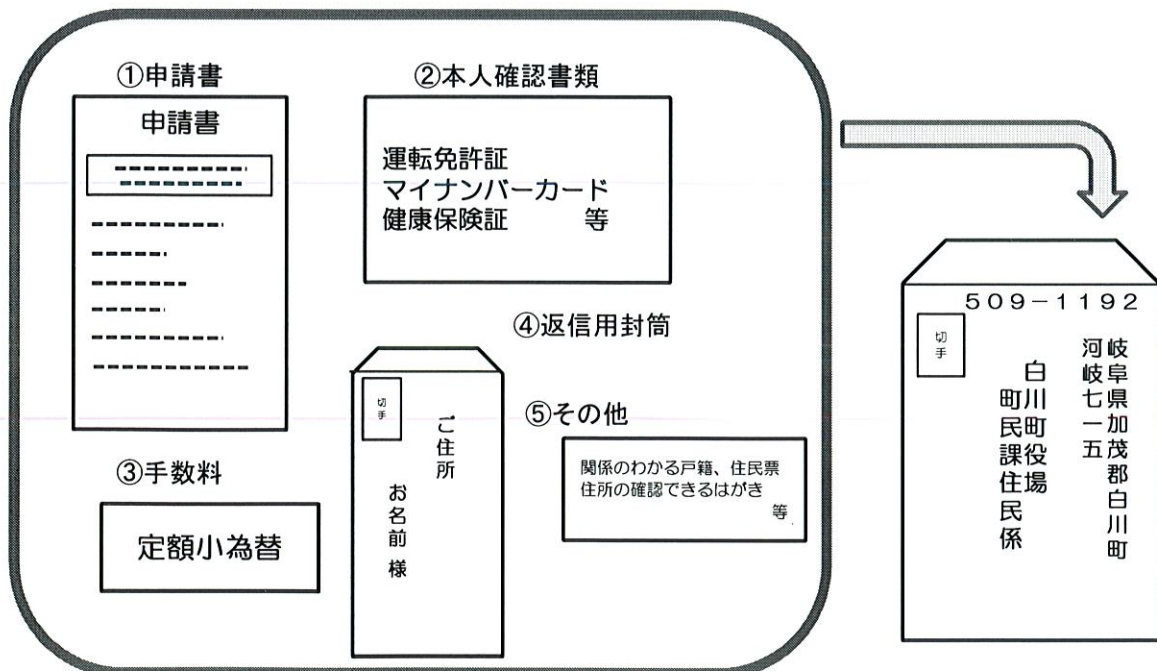 ①申請書
申請書
②本人確認書類
運転免許証
マイナンバーカード
健康保険証　　　等
③手数料
定額小為替
④返信用封筒
切手
ご住所
お名前 様
⑤その他
関係のわかる戸籍、住民票
住所の確認できるはがき
等
５０９－１１９２
切手
岐阜県加茂郡白川町
河岐七一五
白川町役場
町民課住民係